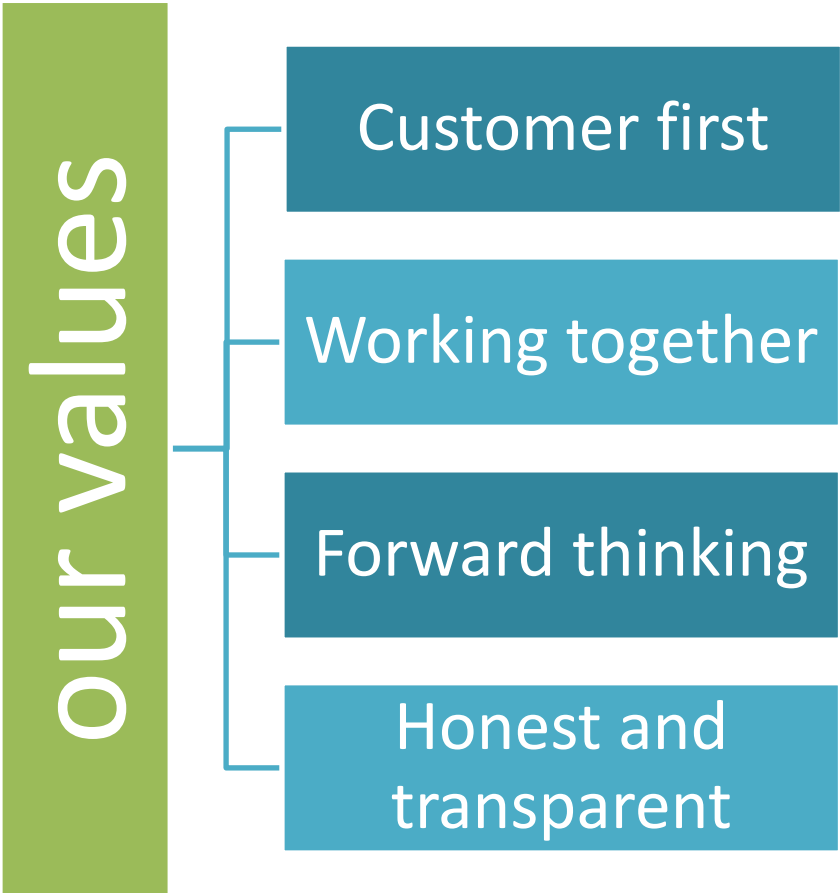 our values
Customer first
Working together
Forward thinking
Honest and
transparent